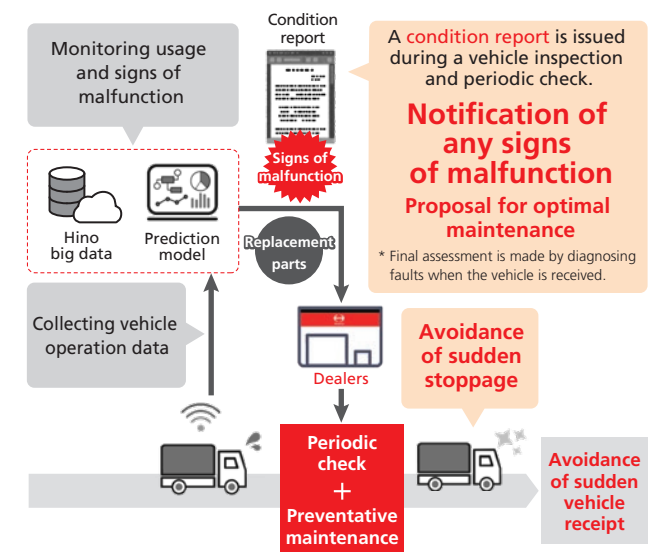 Monitoring usage
and signs of
malfunction
Condition
report
Signs of
malfunction
A condition report is issued
during a vehicle inspection
and periodic check.
Notification of
any signs
of malfunction
Proposal for optimal
maintenance
* Final assessment is made by diagnosing
faults when the vehicle is received.
Hino
big data
Prediction
model
Replacement
parts
Collecting vehicle
operation data
Dealers
Avoidance
of sudden
stoppage
Periodic
check
+
Preventative
maintenance
Avoidance
of sudden
vehicle
receipt